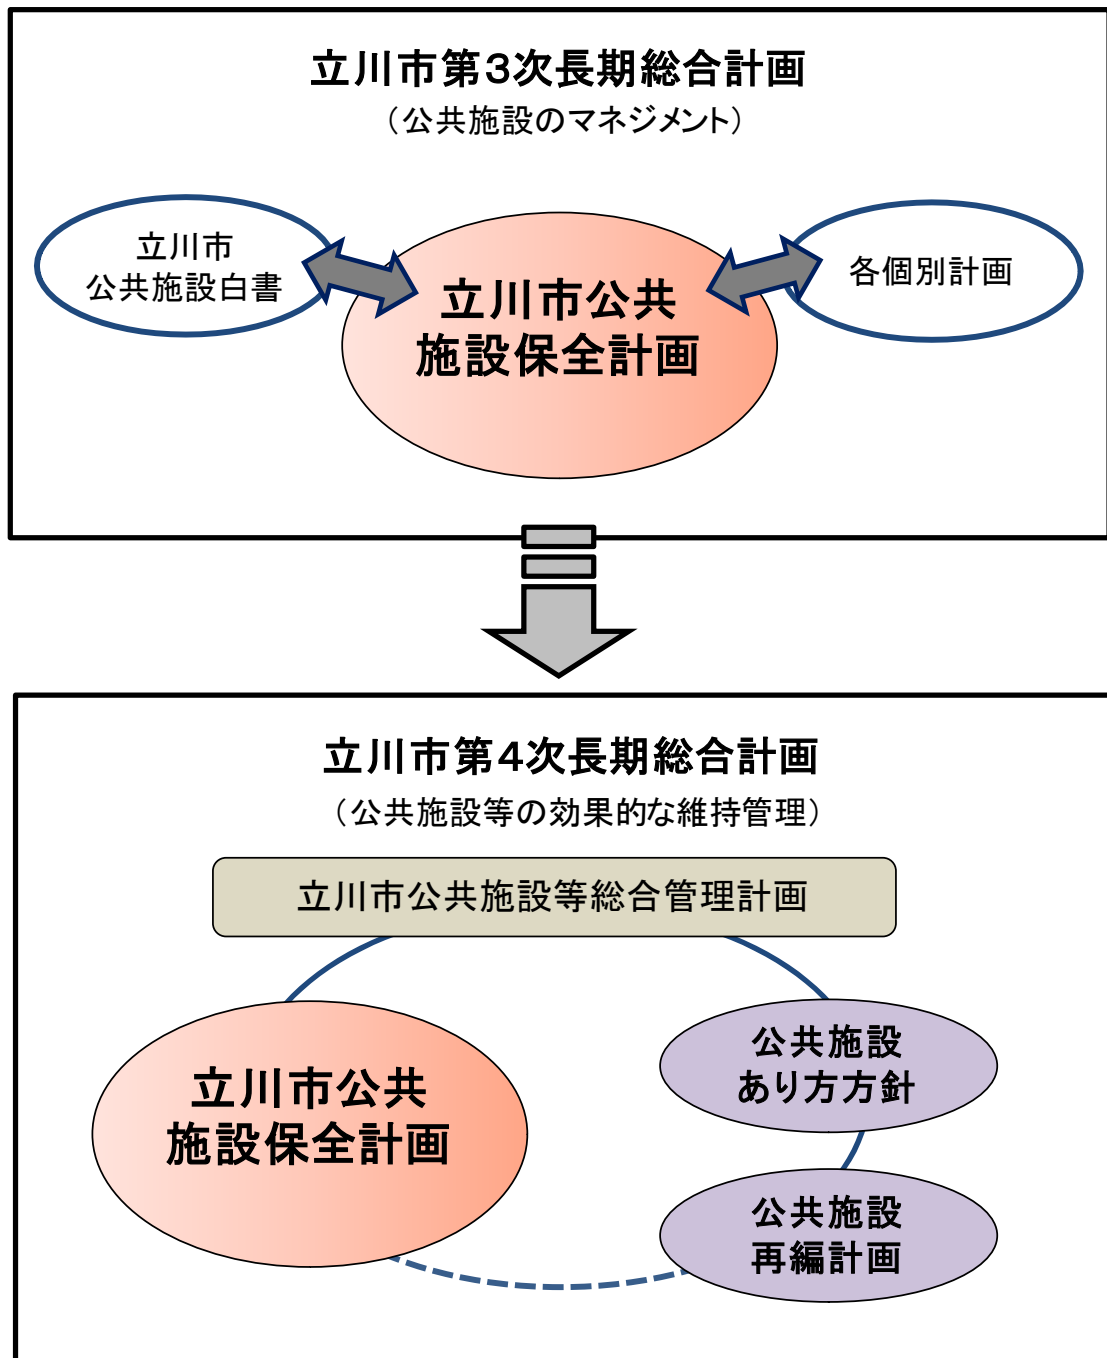 立川市第３次長期総合計画
（公共施設のマネジメント）
立川市
公共施設白書
立川市公共
施設保全計画
各個別計画
立川市第４次長期総合計画
（公共施設等の効果的な維持管理）
立川市公共施設等総合管理計画
立川市公共
施設保全計画
公共施設
あり方方針
公共施設
再編計画